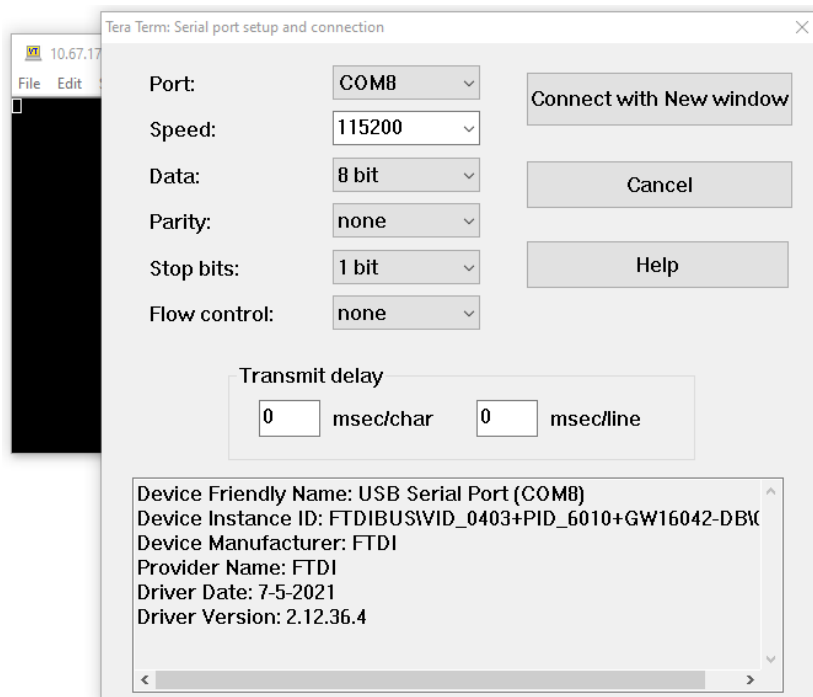 Tera Term: Serial port setup and connection
10.67.17
File Edit
Port: COM8
Connect with New window
Speed: 115200
Data: 8 bit
Cancel
Parity: none
Stop bits: 1 bit
Help
Flow control: none
Transmit delay
0 msec/char 0 msec/line
Device Friendly Name: USB Serial Port (COM8)
Device Instance ID: FTDIBUS\VID_0403+PID_6010+GW16042-DB\(
Device Manufacturer: FTDI
Provider Name: FTDI
Driver Date: 7-5-2021
Driver Version: 2.12.36.4